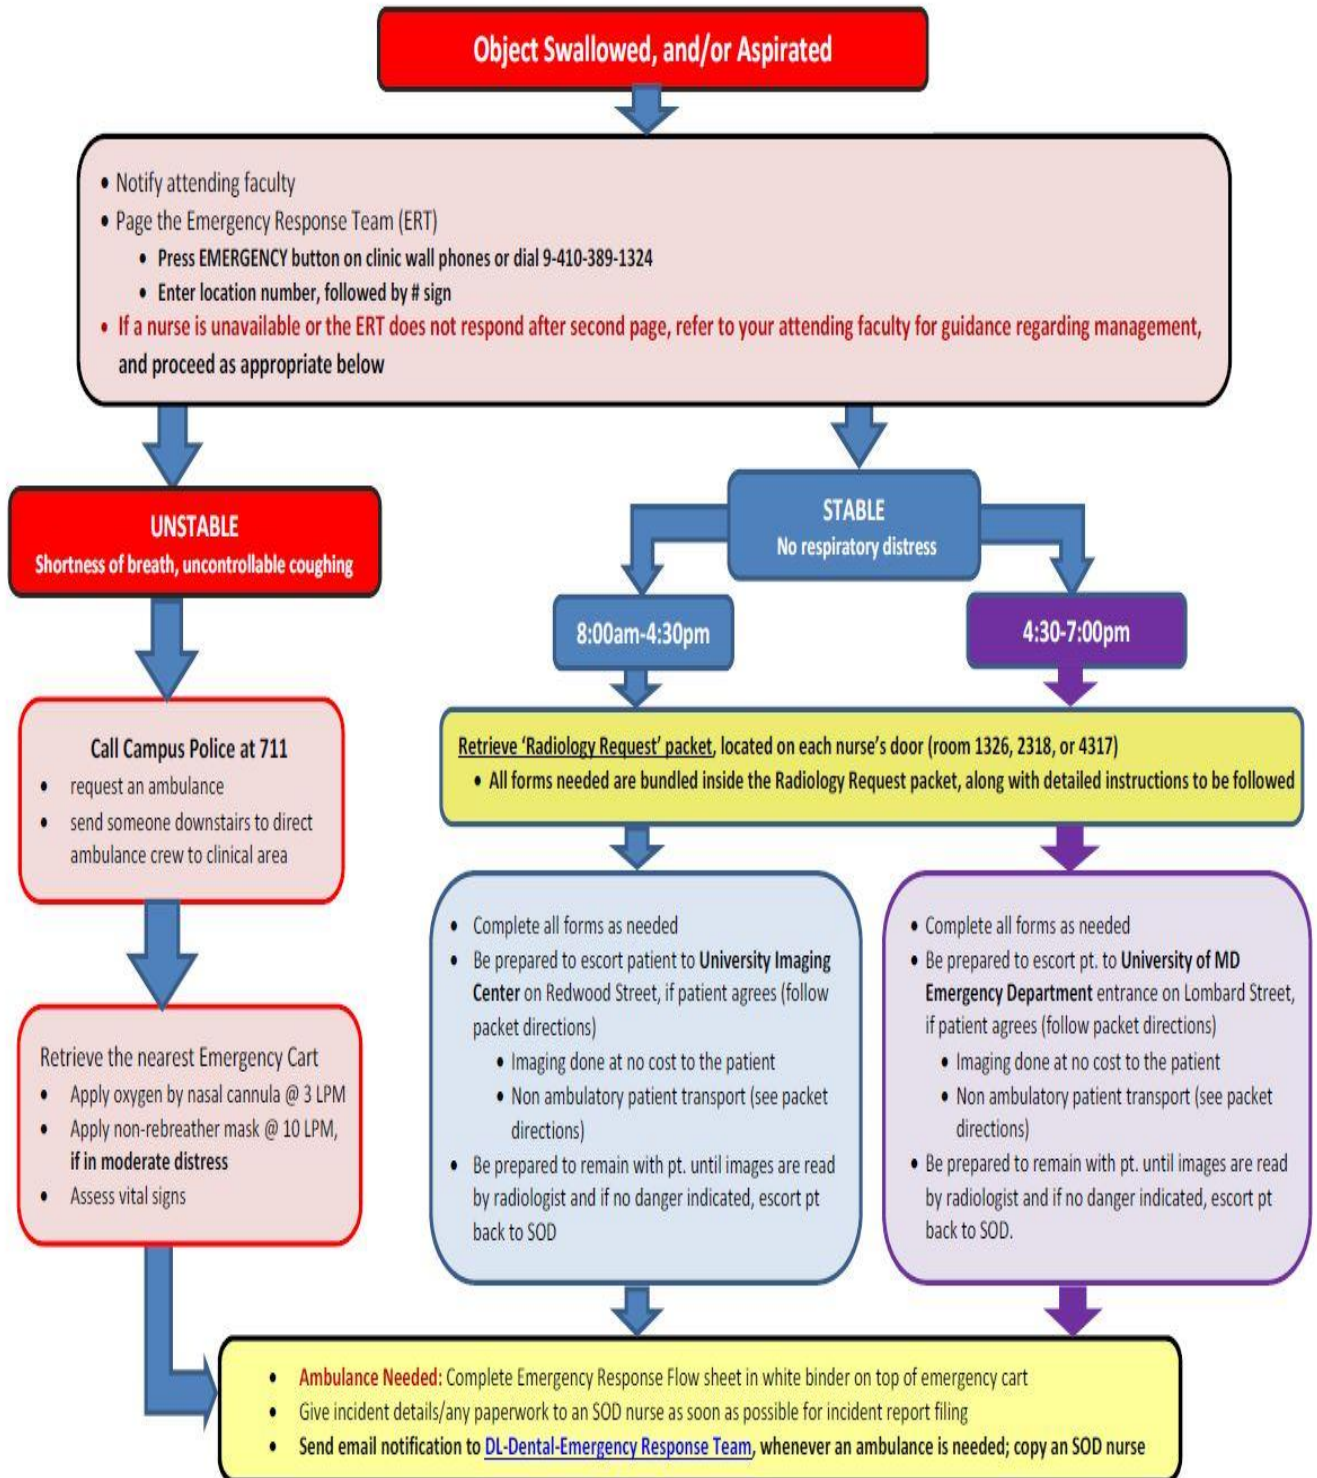 Object Swallowed, and/or Aspirated
• Notify attending faculty
• Page the Emergency Response Team (ERT)
• Press EMERGENCY button on clinic wall phones or dial 9-410-389-1324
• Enter location number, followed by # sign
• If a nurse is unavailable or the ERT does not respond after second page, refer to your attending faculty for guidance regarding management,
and proceed as appropriate below
UNSTABLE
Shortness of breath, uncontrollable coughing
Call Campus Police at 711
• request an ambulance
• send someone downstairs to direct
ambulance crew to clinical area
Retrieve the nearest Emergency Cart
• Apply oxygen by nasal cannula @ 3 LPM
• Apply non-rebreather mask @ 10 LPM,
if in moderate distress
• Assess vital signs
STABLE
No respiratory distress
8:00am-4:30pm
4:30-7:00pm
Retrieve 'Radiology Request' packet, located on each nurse's door (room 1326, 2318, or 4317)
• All forms needed are bundled inside the Radiology Request packet, along with detailed instructions to be followed
• Complete all forms as needed
• Be prepared to escort patient to University Imaging
Center on Redwood Street, if patient agrees (follow
packet directions)
• Imaging done at no cost to the patient
• Non ambulatory patient transport (see packet
directions)
• Be prepared to remain with pt. until images are read
by radiologist and if no danger indicated, escort pt
back to SOD
• Complete all forms as needed
• Be prepared to escort pt. to University of MD
Emergency Department entrance on Lombard Street,
if patient agrees (follow packet directions)
• Imaging done at no cost to the patient
• Non ambulatory patient transport (see packet
directions)
• Be prepared to remain with pt. until images are read
by radiologist and if no danger indicated, escort pt
back to SOD.
• Ambulance Needed: Complete Emergency Response Flow sheet in white binder on top of emergency cart
• Give incident details/any paperwork to an SOD nurse as soon as possible for incident report filing
• Send email notification to DL-Dental-Emergency Response Team, whenever an ambulance is needed; copy an SOD nurse